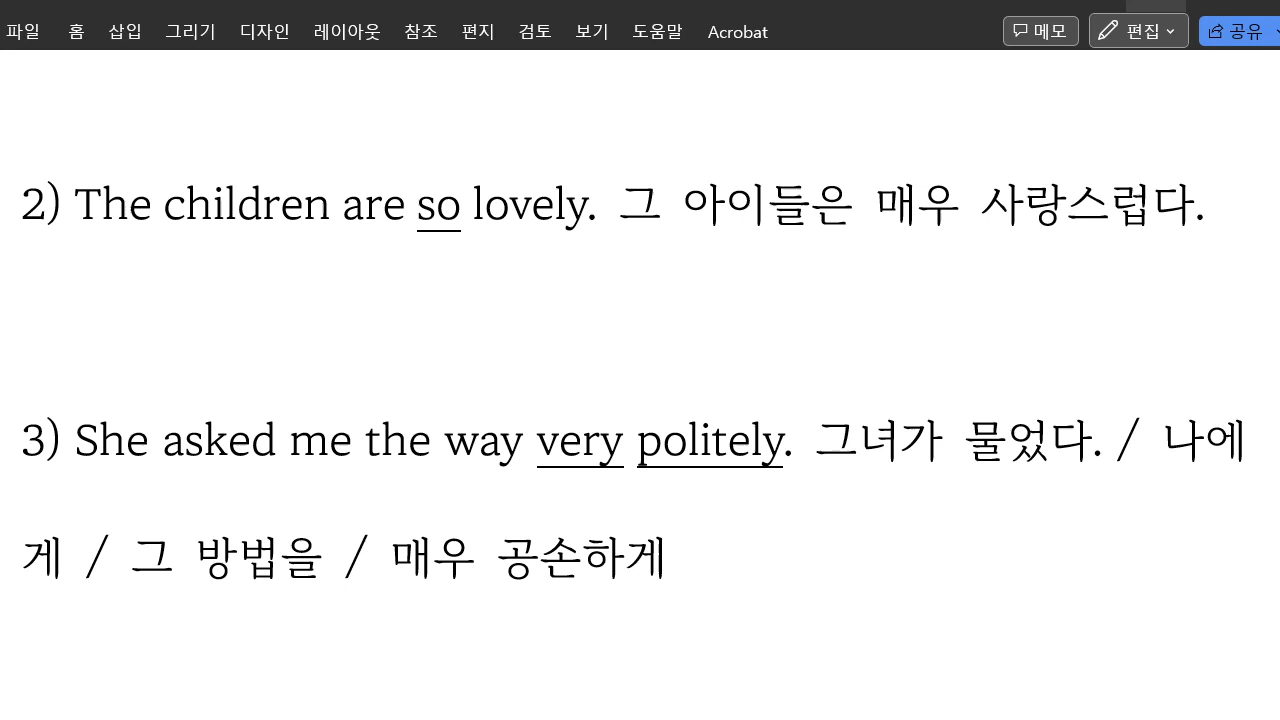 파일 홈 삽입 그리기 디자인 레이아웃 참조 편지 검토 보기 도움말 Acrobat 메모 편집 공유
2) The children are so lovely. 그 아이들은 매우 사랑스럽다.
3) She asked me the way very politely. 그녀가 물었다. / 나에
게 / 그 방법을 / 매우 공손하게